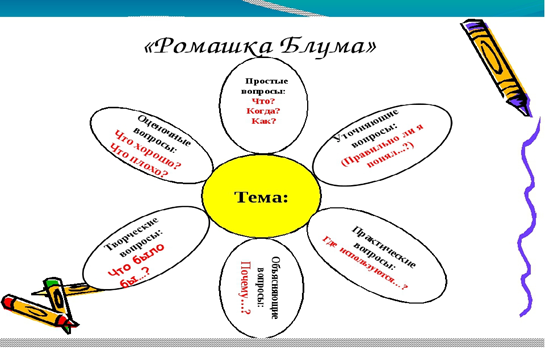 «Ромашка Блума»
Простые
вопросы:
Что?
Когда?
Как?
Уточняющие
вопросы:
(Правильно ли я
понял...?)
Практические
вопросы:
Где используются...?
Объясняющие
вопросы:
Почему...?
Творческие
вопросы:
Что было
бы...?
Оценочные
вопросы:
Что хорошо?
Что плохо?
Тема: